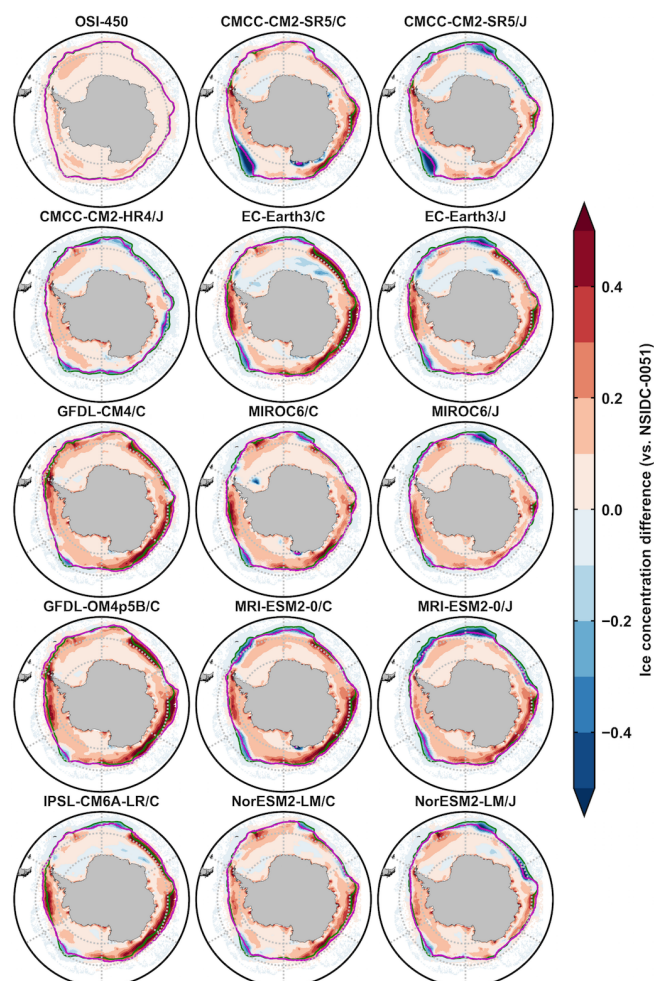 OSI-450
CMCC-CM2-SR5/C
CMCC-CM2-SR5/J
CMCC-CM2-HR4/J
EC-Earth3/C
EC-Earth3/J
GFDL-CM4/C
MIROC6/C
MIROC6/J
GFDL-OM4p5B/C
MRI-ESM2-0/C
MRI-ESM2-0/J
IPSL-CM6A-LR/C
NorESM2-LM/C
NorESM2-LM/J
0.4
0.2
0.0
−0.2
−0.4
Ice concentration difference (vs. NSIDC-0051)